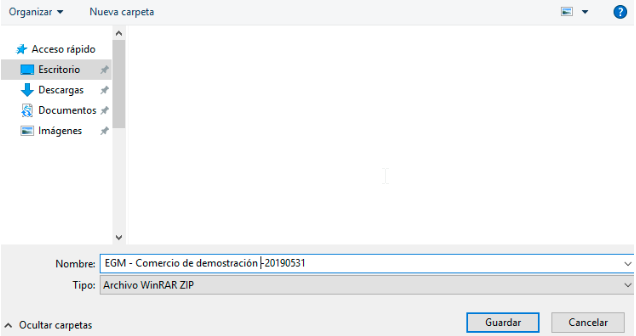 Organizar
Nueva carpeta
?
Acceso rápido
Escritorio
Descargas
Documentos
Imágenes
Nombre: EGM - Comercio de demostración -20190531
Tipo: Archivo WinRAR ZIP
Ocultar carpetas
Guardar
Cancelar